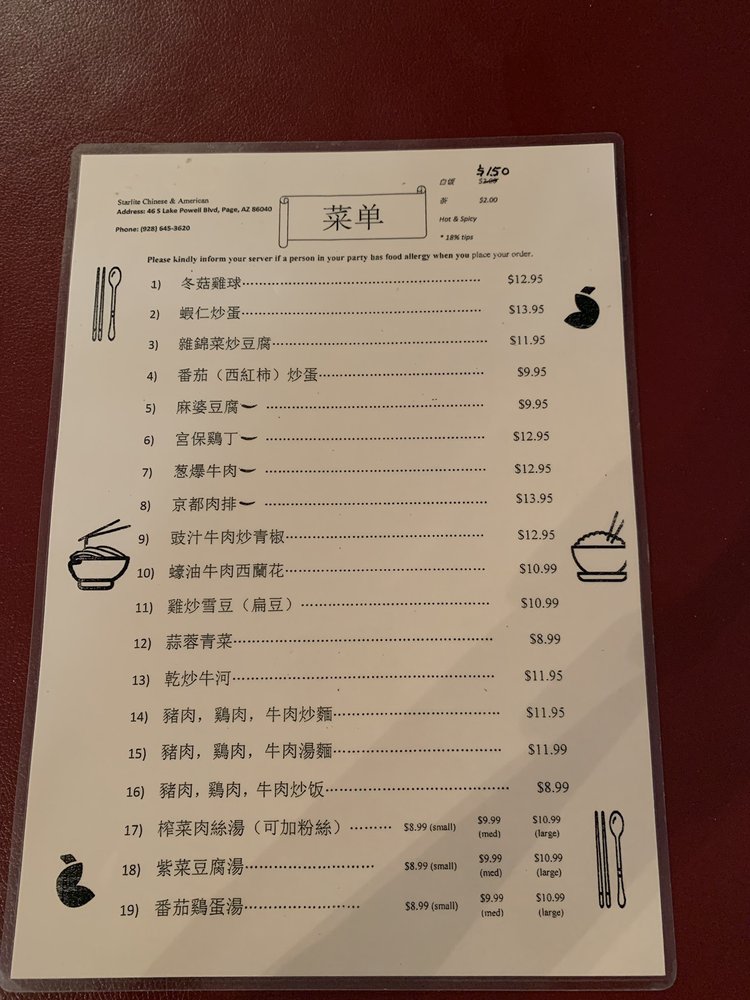 Starlite Chinese & American
Address: 46 S Lake Powell Blvd, Page, AZ 86040
Phone: (928) 645-3620
菜单
$1.50
白饭 $2.00
茶 $2.00
Hot & Spicy
* 18% tips
Please kindly inform your server if a person in your party has food allergy when you place your order.
1) 冬菇雞球 $12.95
2) 蝦仁炒蛋 $13.95
3) 雜錦菜炒豆腐 $11.95
4) 番茄（西紅柿）炒蛋 $9.95
5) 麻婆豆腐 $9.95
6) 宮保鷄丁 $12.95
7) 葱爆牛肉 $12.95
8) 京都肉排 $13.95
9) 豉汁牛肉炒青椒 $12.95
10) 蠔油牛肉西蘭花 $10.99
11) 雞炒雪豆（扁豆） $10.99
12) 蒜蓉青菜 $8.99
13) 乾炒牛河 $11.95
14) 豬肉，鷄肉，牛肉炒麵 $11.95
15) 豬肉，鷄肉，牛肉湯麵 $11.99
16) 豬肉，鷄肉，牛肉炒饭 $8.99
17) 榨菜肉絲湯（可加粉絲） $8.99 (small) $9.99 (med) $10.99 (large)
18) 紫菜豆腐湯 $8.99 (small) $9.99 (med) $10.99 (large)
19) 番茄鷄蛋湯 $8.99 (small) $9.99 (med) $10.99 (large)